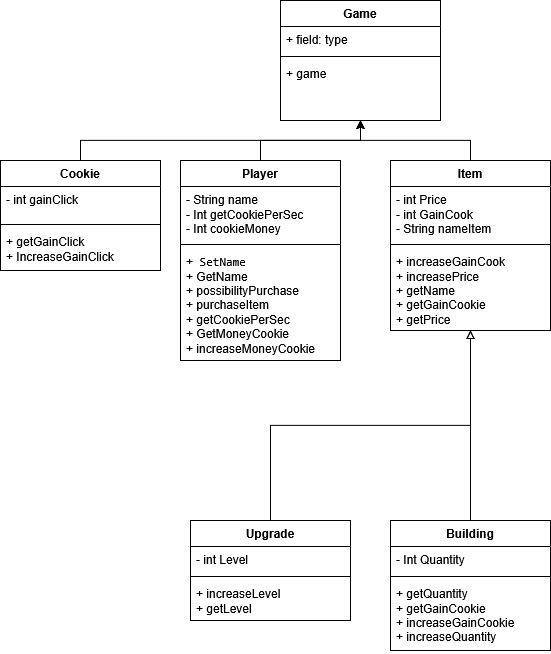 Game
+ field: type
+ game
Cookie
- int gainClick
+ getGainClick
+ IncreaseGainClick
Player
- String name
- Int getCookiePerSec
- Int cookieMoney
+ SetName
+ GetName
+ possibilityPurchase
+ purchaseItem
+ getCookiePerSec
+ GetMoneyCookie
+ increaseMoneyCookie
Item
- int Price
- int GainCook
- String nameItem
+ increaseGainCook
+ increasePrice
+ getName
+ getGainCookie
+ getPrice
Upgrade
- int Level
+ increaseLevel
+ getLevel
Building
- Int Quantity
+ getQuantity
+ getGainCookie
+ increaseGainCookie
+ increaseQuantity